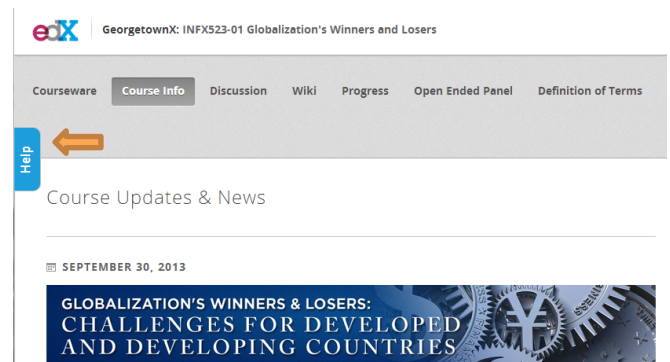 edX GeorgetownX: INFX523-01 Globalization's Winners and Losers
Courseware Course Info Discussion Wiki Progress Open Ended Panel Definition of Terms
Help
Course Updates & News
SEPTEMBER 30, 2013
GLOBALIZATION'S WINNERS & LOSERS:
CHALLENGES FOR DEVELOPED
AND DEVELOPING COUNTRIES